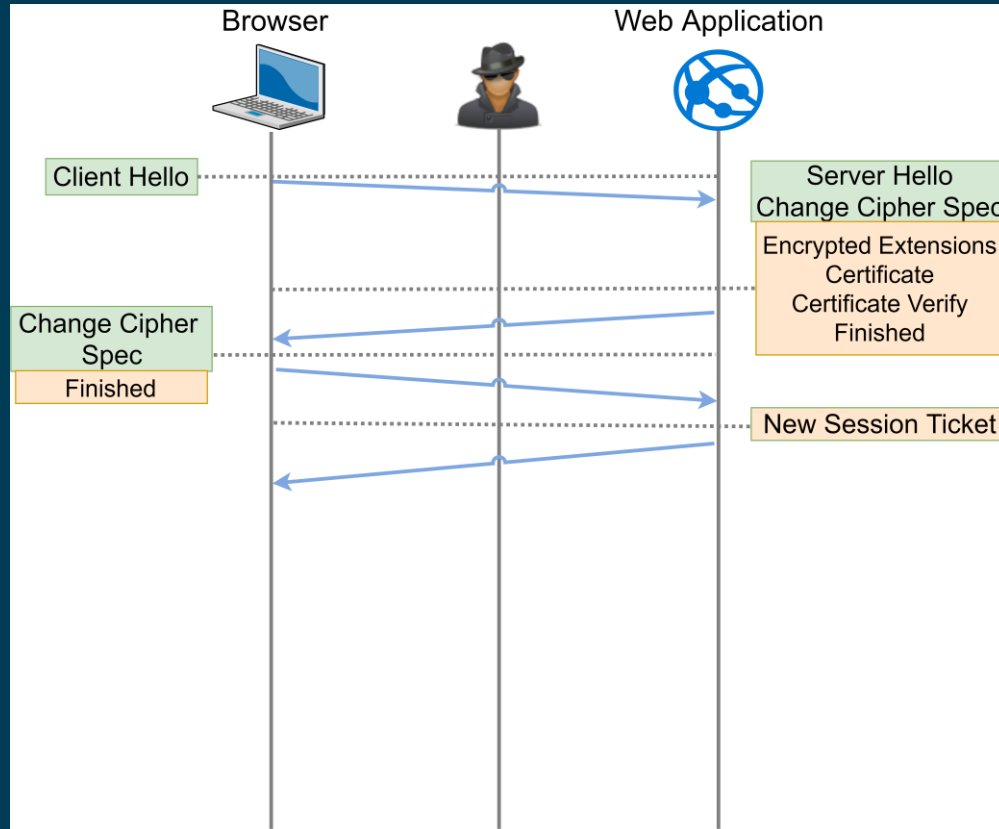 Browser
Web Application
Client Hello
Server Hello
Change Cipher Spec
Encrypted Extensions
Certificate
Certificate Verify
Finished
Change Cipher
Spec
Finished
New Session Ticket